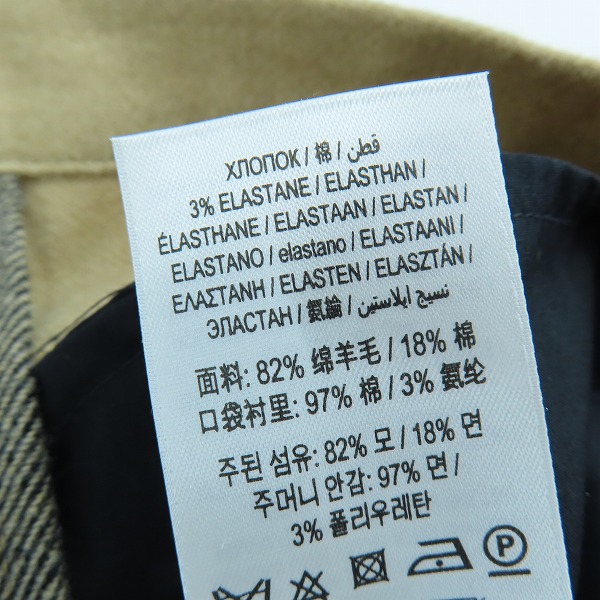 ХЛОПОК / 棉 / قطن
3% ELASTANE / ELASTHAN /
ÉLASTHANE / ELASTAAN / ELASTAN /
ELASTANO / elastano / ELASTAANI /
ΕΛΑΣΤΑΝΗ / ELASTEN / ELASZTÁN /
ЭЛАСТАН / 氨綸 / نسيج ايلاستين
面料: 82% 绵羊毛 / 18% 棉
口袋衬里: 97% 棉 / 3% 氨纶
주된 섬유: 82% 모 / 18% 면
주머니 안감: 97% 면 /
3% 폴리우레탄
P